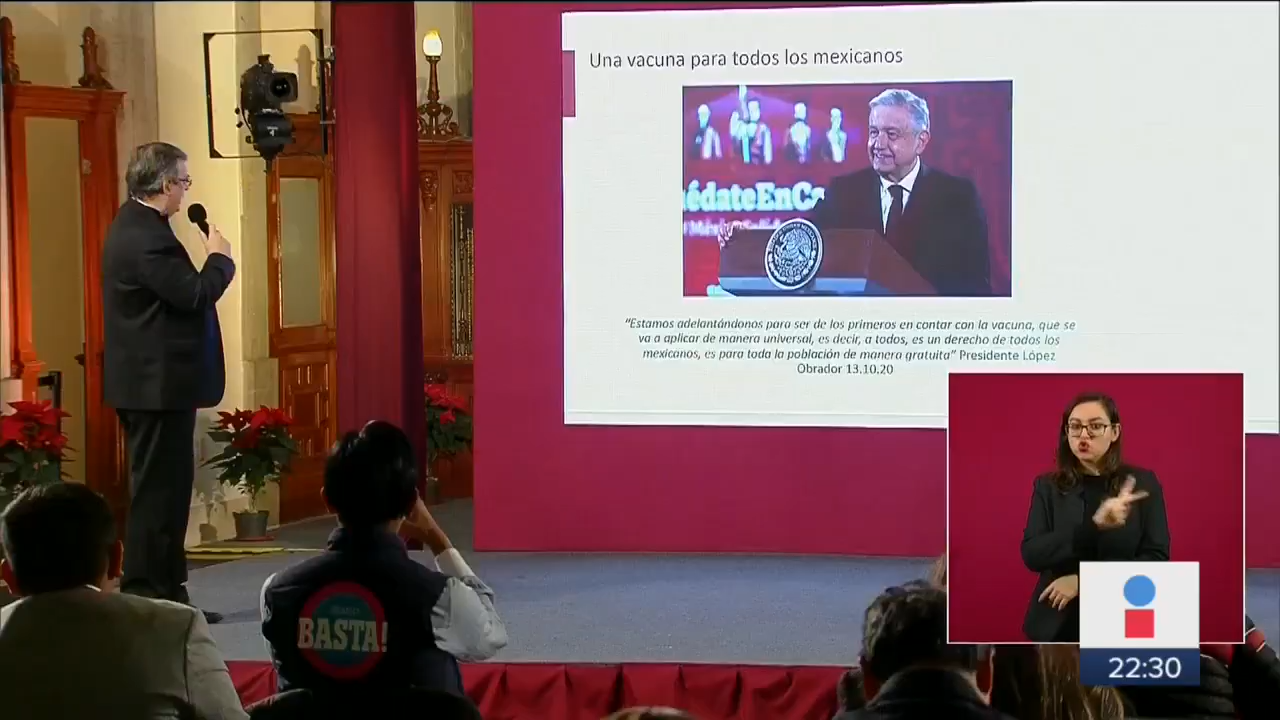 Una vacuna para todos los mexicanos
édateEnCa
"Estamos adelantándonos para ser de los primeros en contar con la vacuna, que se
va a aplicar de manera universal, es decir, a todos, es un derecho de todos los
mexicanos, es para toda la población de manera gratuita" Presidente López
Obrador 13.10.20
BASTA!
22:30